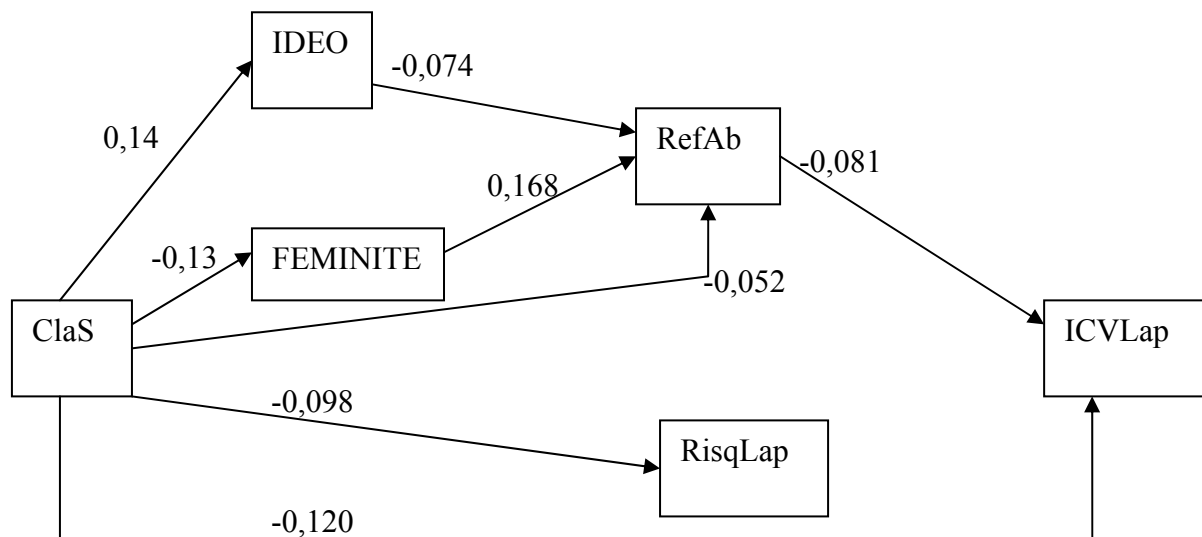 IDEO
-0,074
0,14
RefAb
-0,081
0,168
-0,13
FEMINITE
-0,052
ClaS
ICVLap
-0,098
RisqLap
-0,120